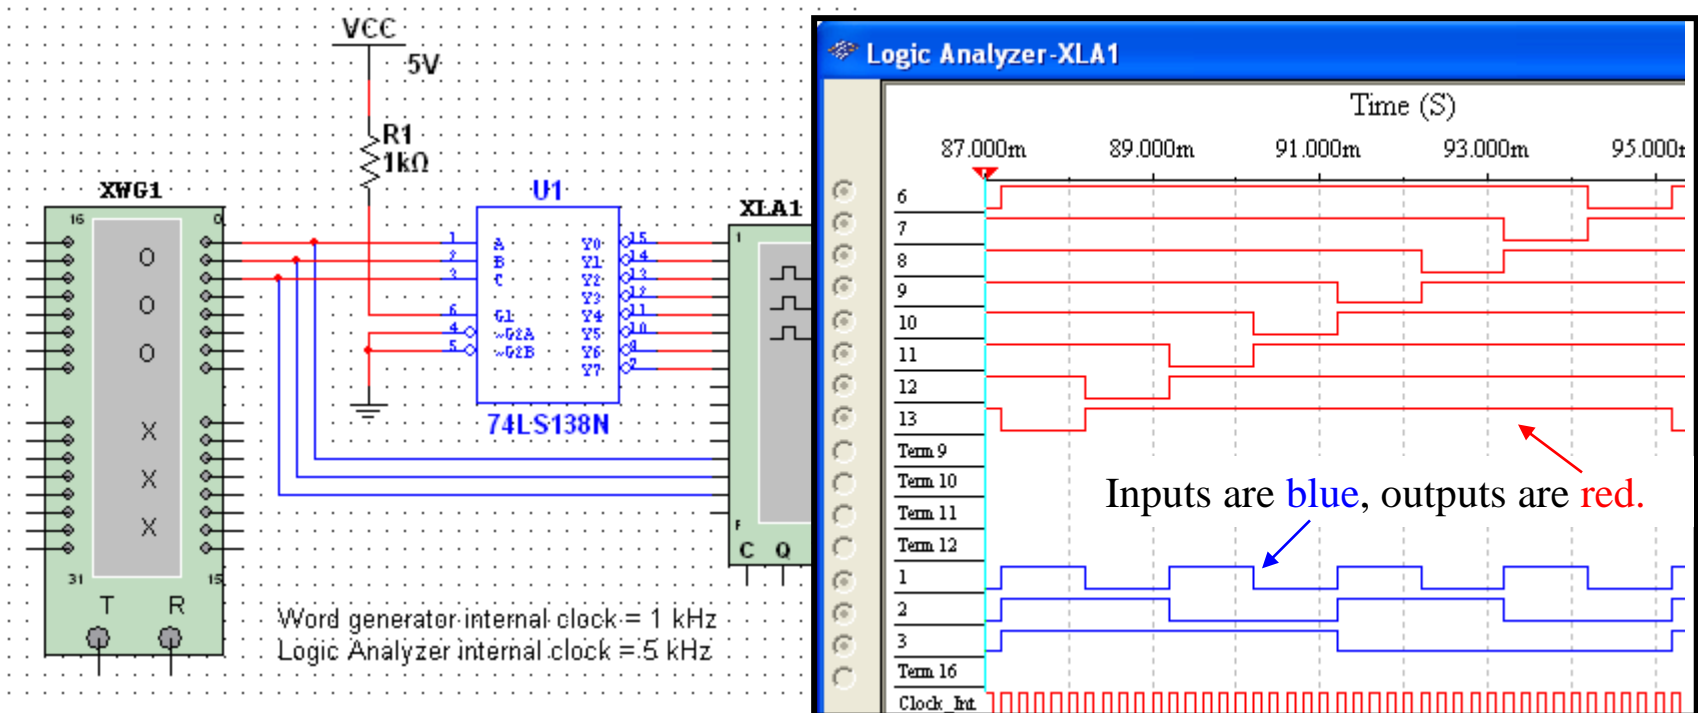 VCC
5V
R1
1kΩ
XWG1
16
0
O
O
O
X
X
X
31
15
T
R
U1
1
2
3
6
4
5
A
B
C
G1
~G2A
~G2B
Y0
Y1
Y2
Y3
Y4
Y5
Y6
Y7
15
14
13
12
11
10
9
7
74LS138N
XLA1
1
F
C Q
Word generator internal clock = 1 kHz
Logic Analyzer internal clock = 5 kHz
Logic Analyzer-XLA1
Time (S)
87.000m 89.000m 91.000m 93.000m 95.000
6
7
8
9
10
11
12
13
Term 9
Term 10
Term 11
Term 12
Inputs are blue, outputs are red.
1
2
3
Term 16
Clock_Int